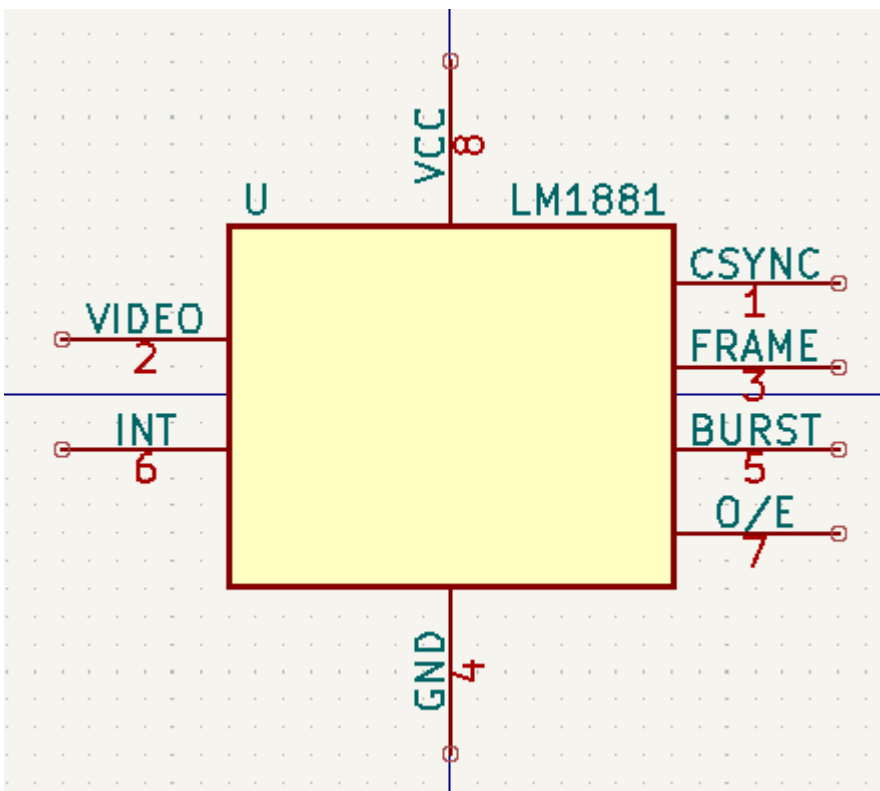 VCC
8
U
LM1881
CSYNC
1
VIDEO
2
FRAME
3
INT
6
BURST
5
O/E
7
GND
4